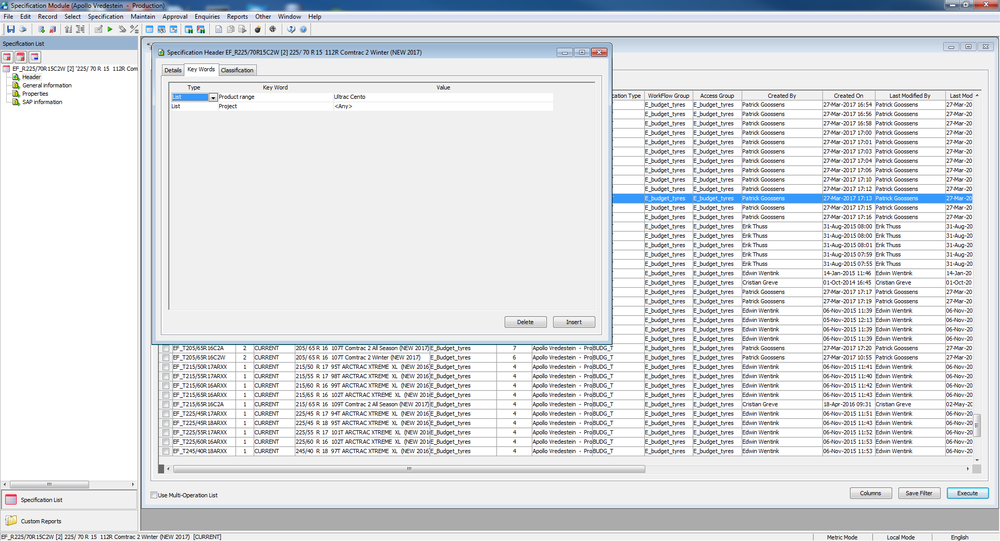 Specification Module (Apollo Vredestein - Production)
File Edit Record Select Specification Maintain Approval Enquiries Reports Other Window Help
Specification List
EF_R225/70R15C2W [2] '225/ 70 R 15 112R Com
Header
General information
Properties
SAP information
Specification List
Custom Reports
Specification Header EF_R225/70R15C2W [2] 225/ 70 R 15 112R Comtrac 2 Winter (NEW 2017)
Details Key Words Classification
Type Key Word Value
List Product range Ultrac Cento
List Project <Any>
Delete Insert
cation Type WorkFlow Group Access Group Created By Created On Last Modified By Last Mod
E_budget_tyres E_budget_tyres Patrick Goossens 27-Mar-2017 16:54 Patrick Goossens 27-Mar-20
E_budget_tyres E_budget_tyres Patrick Goossens 27-Mar-2017 16:56 Patrick Goossens 27-Mar-20
E_budget_tyres E_budget_tyres Patrick Goossens 27-Mar-2017 16:58 Patrick Goossens 27-Mar-20
E_budget_tyres E_budget_tyres Patrick Goossens 27-Mar-2017 17:00 Patrick Goossens 27-Mar-20
E_budget_tyres E_budget_tyres Patrick Goossens 27-Mar-2017 17:01 Patrick Goossens 27-Mar-20
E_budget_tyres E_budget_tyres Patrick Goossens 27-Mar-2017 17:03 Patrick Goossens 27-Mar-20
E_budget_tyres E_budget_tyres Patrick Goossens 27-Mar-2017 17:04 Patrick Goossens 27-Mar-20
E_budget_tyres E_budget_tyres Patrick Goossens 27-Mar-2017 17:06 Patrick Goossens 27-Mar-20
E_budget_tyres E_budget_tyres Patrick Goossens 27-Mar-2017 17:10 Patrick Goossens 27-Mar-20
E_budget_tyres E_budget_tyres Patrick Goossens 27-Mar-2017 17:12 Patrick Goossens 27-Mar-20
E_budget_tyres E_budget_tyres Patrick Goossens 27-Mar-2017 17:13 Patrick Goossens 27-Mar-20
E_budget_tyres E_budget_tyres Patrick Goossens 27-Mar-2017 17:15 Patrick Goossens 27-Mar-20
E_budget_tyres E_budget_tyres Patrick Goossens 27-Mar-2017 17:16 Patrick Goossens 27-Mar-20
E_budget_tyres E_budget_tyres Erik Thuss 31-Aug-2015 08:00 Erik Thuss 31-Aug-20
E_budget_tyres E_budget_tyres Erik Thuss 31-Aug-2015 08:00 Erik Thuss 31-Aug-20
E_budget_tyres E_budget_tyres Erik Thuss 31-Aug-2015 08:01 Erik Thuss 31-Aug-20
E_budget_tyres E_budget_tyres Erik Thuss 31-Aug-2015 07:59 Erik Thuss 31-Aug-20
E_budget_tyres E_budget_tyres Erik Thuss 31-Aug-2015 07:55 Erik Thuss 31-Aug-20
E_budget_tyres E_budget_tyres Edwin Wentink 14-Jan-2015 11:46 Edwin Wentink 14-Jan-20
E_budget_tyres E_budget_tyres Cristian Greve 01-Oct-2014 16:45 Cristian Greve 01-Oct-20
E_budget_tyres E_budget_tyres Patrick Goossens 27-Mar-2017 17:17 Patrick Goossens 27-Mar-20
E_budget_tyres E_budget_tyres Patrick Goossens 27-Mar-2017 17:19 Patrick Goossens 27-Mar-20
E_budget_tyres E_budget_tyres Edwin Wentink 06-Nov-2015 11:39 Edwin Wentink 06-Nov-20
E_budget_tyres E_budget_tyres Edwin Wentink 05-Nov-2015 12:13 Edwin Wentink 06-Nov-20
E_budget_tyres E_budget_tyres Edwin Wentink 06-Nov-2015 11:39 Edwin Wentink 06-Nov-20
E_budget_tyres E_budget_tyres Edwin Wentink 06-Nov-2015 11:39 Edwin Wentink 06-Nov-20
EF_T205/65R16C2A 2 CURRENT 205/ 65 R 16 107T Comtrac 2 All Season (NEW 2017) E_Budget_tyres 7 Apollo Vredestein - Pro BUDG_T E_budget_tyres E_budget_tyres Patrick Goossens 27-Mar-2017 17:20 Patrick Goossens 27-Mar-20
EF_T205/65R16C2W 2 CURRENT 205/ 65 R 16 107T Comtrac 2 Winter (NEW 2017) E_Budget_tyres 6 Apollo Vredestein - Pro BUDG_T E_budget_tyres E_budget_tyres Patrick Goossens 27-Mar-2017 10:55 Patrick Goossens 27-Mar-20
EF_T215/50R17ARXX 1 CURRENT 215/50 R 17 95T ARCTRAC XTREME XL (NEW 2016) E_Budget_tyres 4 Apollo Vredestein - Pro BUDG_T E_budget_tyres E_budget_tyres Edwin Wentink 06-Nov-2015 11:41 Edwin Wentink 06-Nov-20
EF_T215/55R17ARXX 1 CURRENT 215/55 R 17 98T ARCTRAC XTREME XL (NEW 2016) E_Budget_tyres 4 Apollo Vredestein - Pro BUDG_T E_budget_tyres E_budget_tyres Edwin Wentink 06-Nov-2015 11:40 Edwin Wentink 06-Nov-20
EF_T215/60R16ARXX 1 CURRENT 215/60 R 16 99T ARCTRAC XTREME XL (NEW 2016) E_Budget_tyres 4 Apollo Vredestein - Pro BUDG_T E_budget_tyres E_budget_tyres Edwin Wentink 06-Nov-2015 11:42 Edwin Wentink 06-Nov-20
EF_T215/65R16ARXX 1 CURRENT 215/65 R 16 102T ARCTRAC XTREME XL (NEW 201 E_Budget_tyres 4 Apollo Vredestein - Pro BUDG_T E_budget_tyres E_budget_tyres Edwin Wentink 06-Nov-2015 11:43 Edwin Wentink 06-Nov-20
EF_T215/65R16C2A 1 CURRENT 215/ 65 R 16 109T Comtrac 2 All Season (NEW 2017) E_Budget_tyres 4 Apollo Vredestein - Pro BUDG_T E_budget_tyres E_budget_tyres Cristian Greve 18-Apr-2016 09:31 Cristian Greve 02-May-20
EF_T225/45R17ARXX 1 CURRENT 225/45 R 17 94T ARCTRAC XTREME XL (NEW 2016) E_Budget_tyres 4 Apollo Vredestein - Pro BUDG_T E_budget_tyres E_budget_tyres Edwin Wentink 06-Nov-2015 11:51 Edwin Wentink 06-Nov-20
EF_T225/45R18ARXX 1 CURRENT 225/45 R 18 95T ARCTRAC XTREME XL (NEW 2016) E_Budget_tyres 4 Apollo Vredestein - Pro BUDG_T E_budget_tyres E_budget_tyres Edwin Wentink 06-Nov-2015 11:43 Edwin Wentink 06-Nov-20
EF_T225/55R17ARXX 1 CURRENT 225/55 R 17 101T ARCTRAC XTREME XL (NEW 201 E_Budget_tyres 4 Apollo Vredestein - Pro BUDG_T E_budget_tyres E_budget_tyres Edwin Wentink 06-Nov-2015 11:52 Edwin Wentink 06-Nov-20
EF_T225/60R16ARXX 1 CURRENT 225/60 R 16 102T ARCTRAC XTREME XL (NEW 201 E_Budget_tyres 4 Apollo Vredestein - Pro BUDG_T E_budget_tyres E_budget_tyres Edwin Wentink 06-Nov-2015 11:53 Edwin Wentink 06-Nov-20
EF_T245/40R18ARXX 1 CURRENT 245/40 R 18 97T ARCTRAC XTREME XL (NEW 2016) E_Budget_tyres 4 Apollo Vredestein - Pro BUDG_T E_budget_tyres E_budget_tyres Edwin Wentink 06-Nov-2015 11:53 Edwin Wentink 06-Nov-20
Use Multi-Operation List Columns Save Filter Execute
EF_R225/70R15C2W [2] 225/ 70 R 15 112R Comtrac 2 Winter (NEW 2017) [CURRENT] Metric Mode Local Mode English